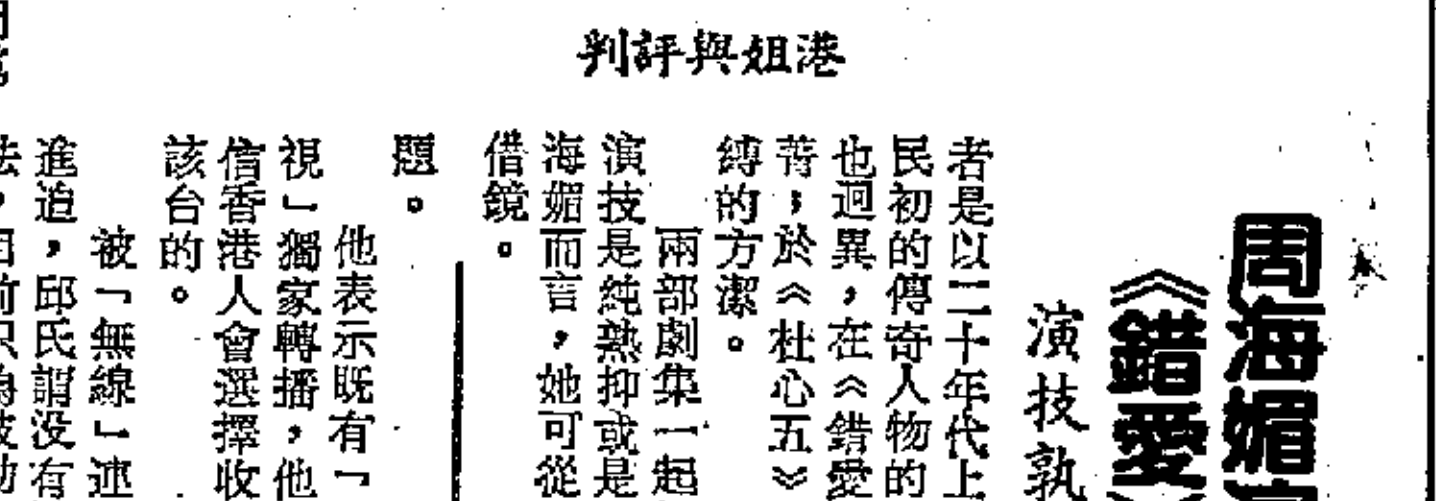 港姐與評判
周海媚
《錯愛
演技孰
者是以二十年代上
民初的傳奇人物的
也迥異，在《錯愛
菁；於《杜心五》
縛的方潔。
兩部劇集一起
演技是純熟抑或是
海媚而言，她可從
借鏡。
題。
他表示既有「
視」獨家轉播，他
信香港人會選擇收
該台的。
被「無線」連
進迫，邱氏謂没有